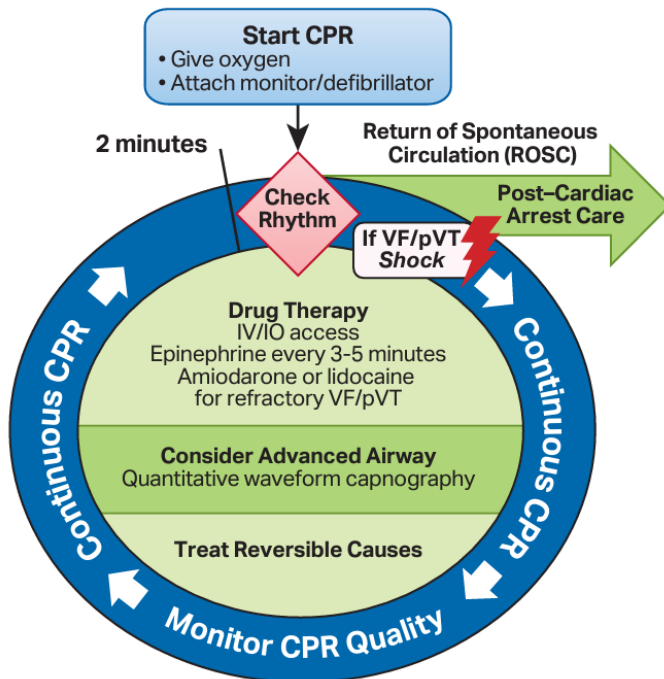 Start CPR
• Give oxygen
• Attach monitor/defibrillator
2 minutes
Return of Spontaneous
Circulation (ROSC)
Post–Cardiac
Arrest Care
Check
Rhythm
If VF/pVT
Shock
Drug Therapy
IV/IO access
Epinephrine every 3-5 minutes
Amiodarone or lidocaine
for refractory VF/pVT
Consider Advanced Airway
Quantitative waveform capnography
Treat Reversible Causes
Continuous CPR
Monitor CPR Quality
Continuous CPR